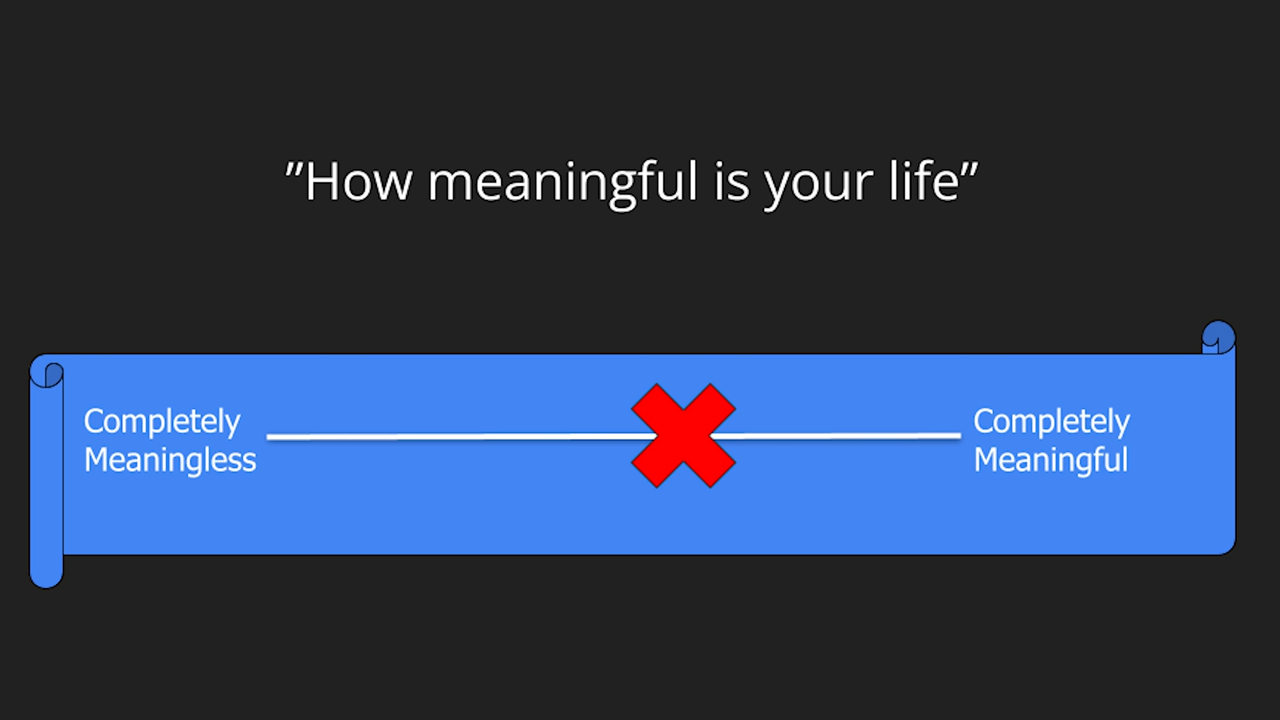 ”How meaningful is your life”
Completely
Meaningless
Completely
Meaningful